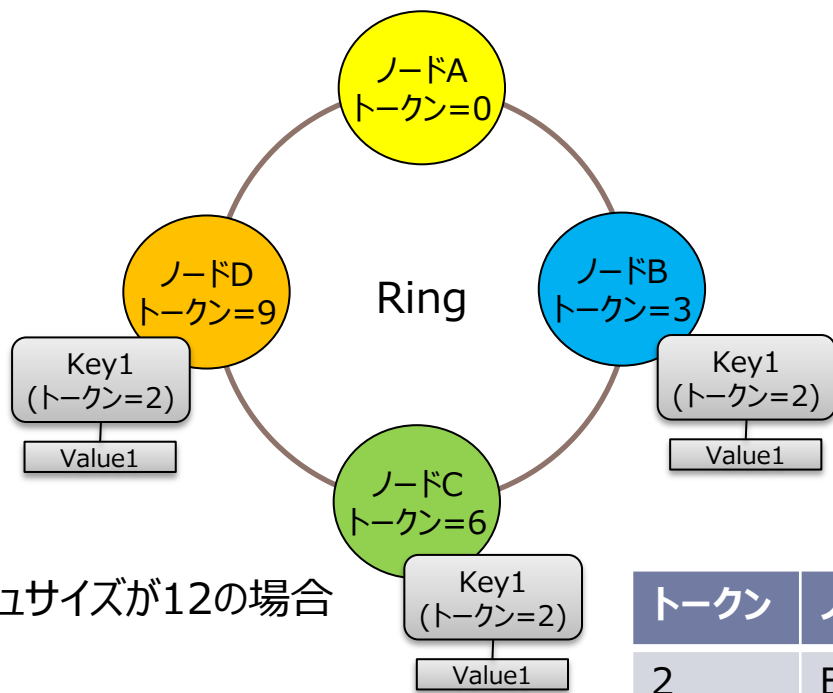 ノードA
トークン=0
ノードD
トークン=9
Ring
ノードB
トークン=3
Key1
(トークン=2)
Value1
Key1
(トークン=2)
Value1
ノードC
トークン=6
ュサイズが12の場合
Key1
(トークン=2)
Value1
トークン
2